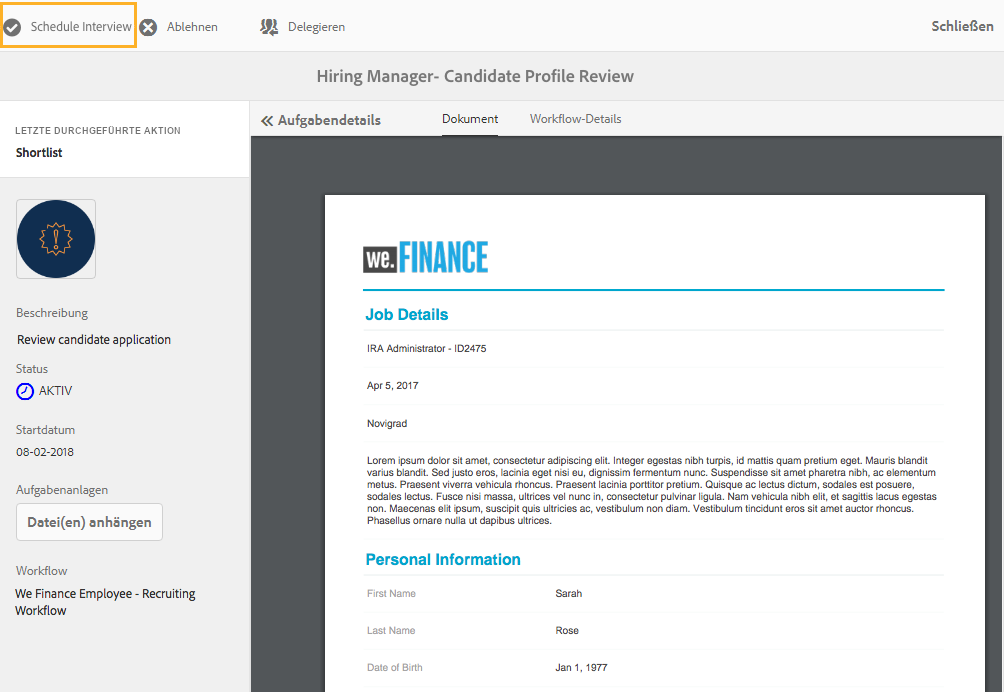 Schedule Interview
Ablehnen
Delegieren
Schließen
Hiring Manager- Candidate Profile Review
LETZTE DURCHGEFÜHRTE AKTION
Shortlist
Beschreibung
Review candidate application
Status
AKTIV
Startdatum
08-02-2018
Aufgabenanlagen
Datei(en) anhängen
Workflow
We Finance Employee - Recruiting
Workflow
Aufgabendetails
Dokument
Workflow-Details
we.FINANCE
Job Details
IRA Administrator - ID2475
Apr 5, 2017
Novigrad
Lorem ipsum dolor sit amet, consectetur adipiscing elit. Integer egestas nibh turpis, id mattis quam pretium eget. Mauris blandit
varius blandit. Sed justo eros, lacinia eget nisi eu, dignissim fermentum nunc. Suspendisse sit amet pharetra nibh, ac elementum
metus. Praesent viverra vehicula rhoncus. Praesent lacinia porttitor pretium. Quisque ac lectus dictum, sodales est posuere,
sodales lectus. Fusce nisi massa, ultrices vel nunc in, consectetur pulvinar ligula. Nam vehicula nibh elit, et sagittis lacus egestas
non. Maecenas elit ipsum, suscipit quis ultricies ac, vestibulum non diam. Vestibulum tincidunt eros sit amet auctor rhoncus.
Phasellus ornare nulla ut dapibus ultrices.
Personal Information
First Name Sarah
Last Name Rose
Date of Birth Jan 1, 1977